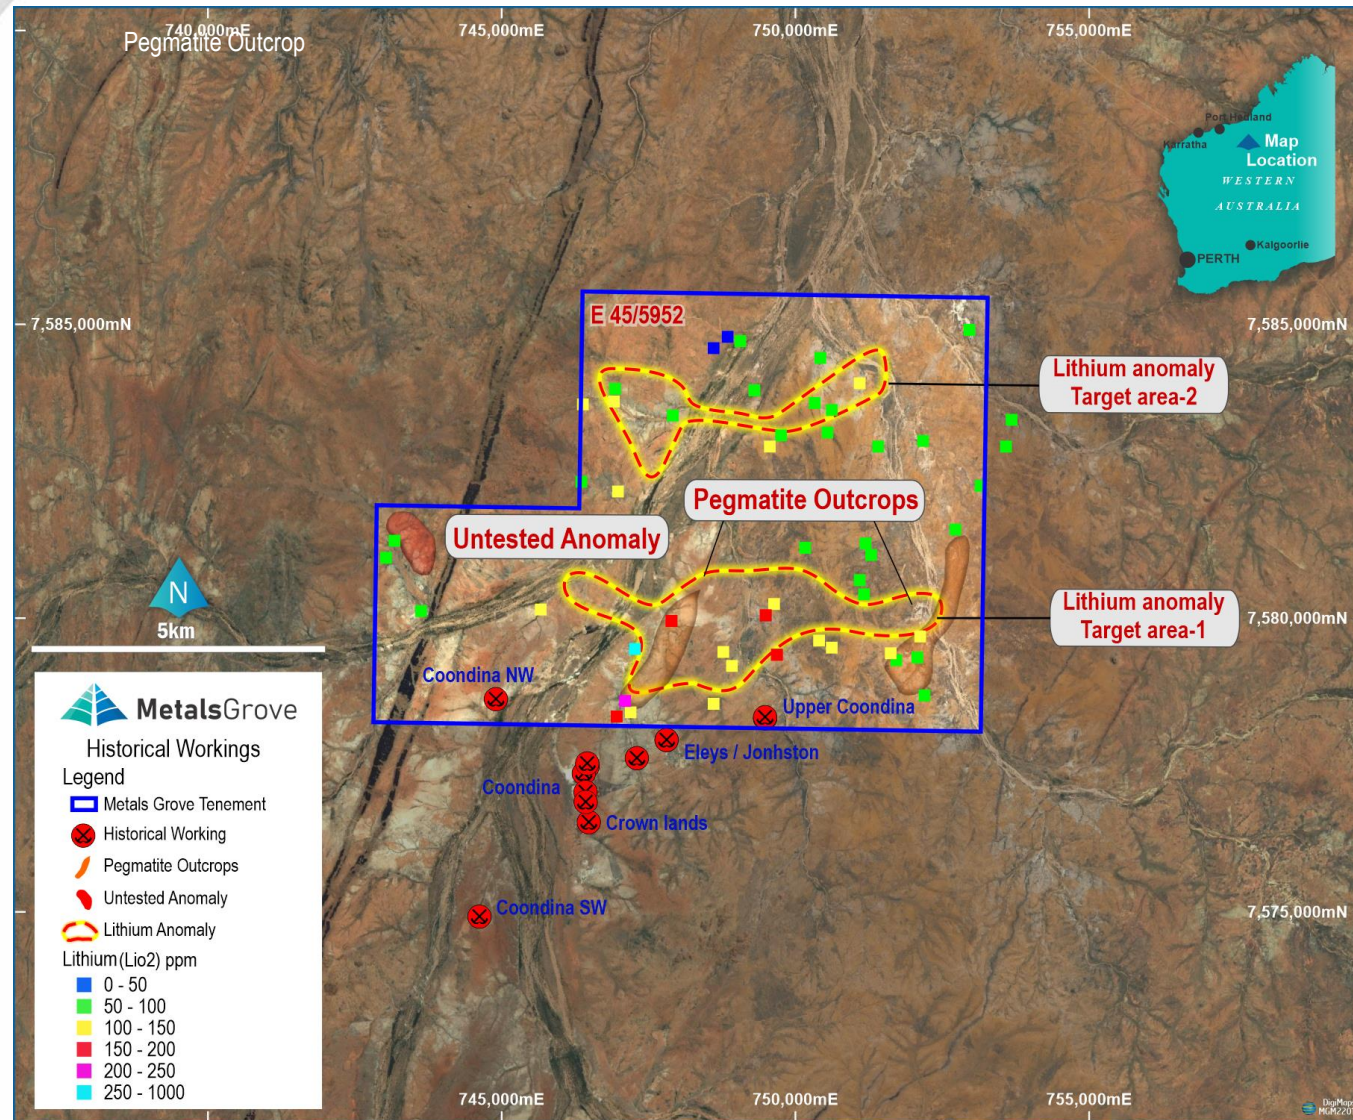 740,000mE
745,000mE
750,000mE
755,000mE
Pegmatite Outcrop
Port Hedland
Karratha
Map
Location
WESTERN
AUSTRALIA
Kalgoorlie
PERTH
7,585,000mN
E 45/5952
7,585,000mN
Lithium anomaly
Target area-2
Pegmatite Outcrops
Untested Anomaly
N
5km
Lithium anomaly
Target area-1
7,580,000mN
Coondina NW
Upper Coondina
Eleys / Jonhston
Coondina
Crown lands
Coondina SW
7,575,000mN
MetalsGrove
Historical Workings
Legend
Metals Grove Tenement
Historical Working
Pegmatite Outcrops
Untested Anomaly
Lithium Anomaly
Lithium (Lio2) ppm
0 - 50
50 - 100
100 - 150
150 - 200
200 - 250
250 - 1000
745,000mE
750,000mE
755,000mE
DigiMaps